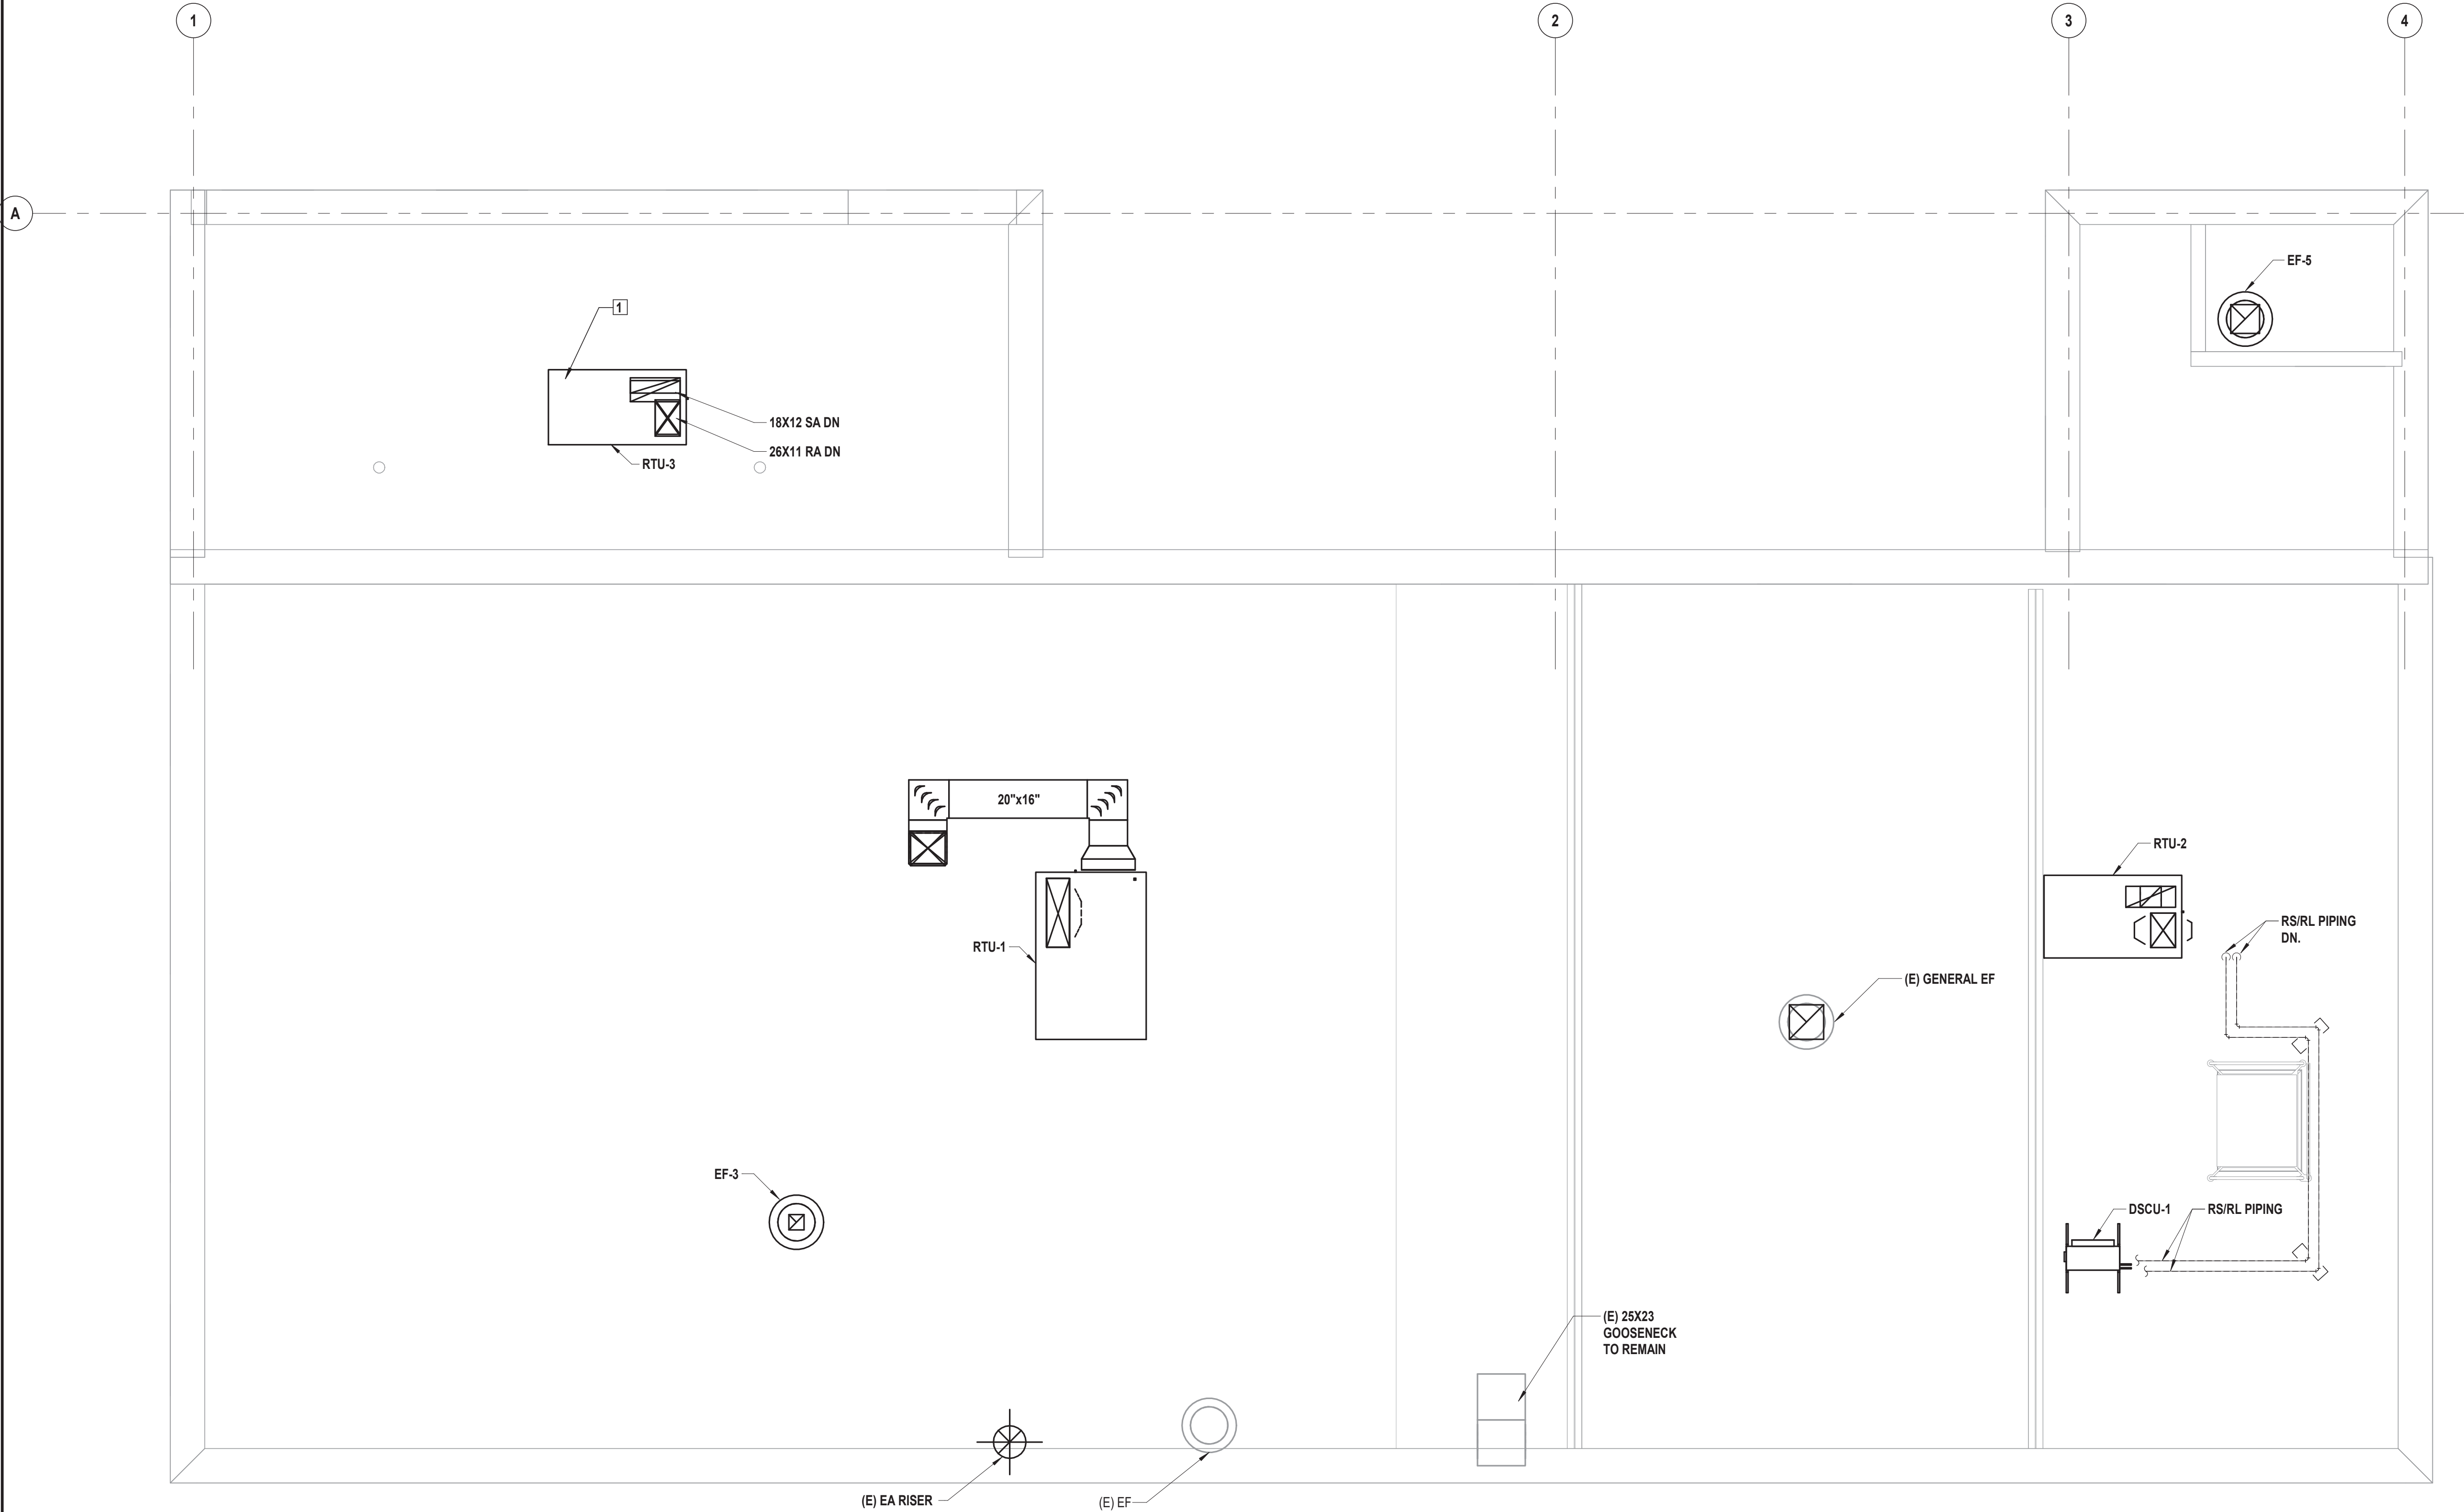 1
2
3
4
A
EF-5
1
18X12 SA DN
26X11 RA DN
RTU-3
20"x16"
RTU-2
RS/RL PIPING
DN.
RTU-1
(E) GENERAL EF
EF-3
DSCU-1
RS/RL PIPING
(E) 25X23
GOOSENECK
TO REMAIN
(E) EA RISER
(E) EF